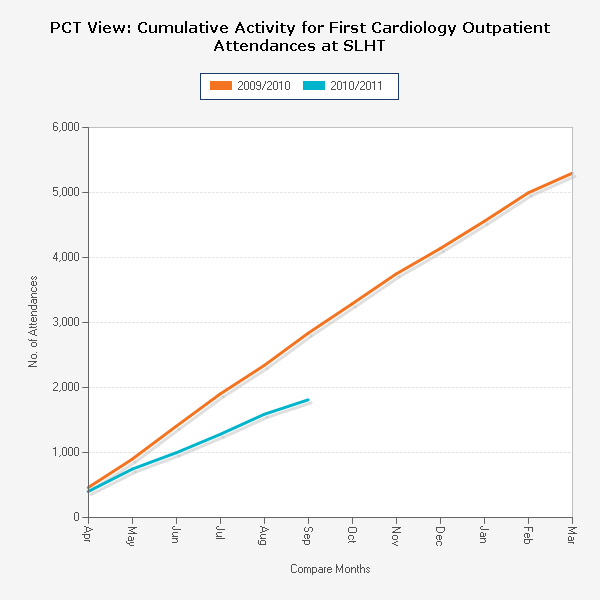 PCT View: Cumulative Activity for First Cardiology Outpatient
Attendances at SLHT
2009/2010 2010/2011
6,000
5,000
4,000
3,000
2,000
1,000
0
No. of Attendances
Apr May Jun Jul Aug Sep Oct Nov Dec Jan Feb Mar
Compare Months